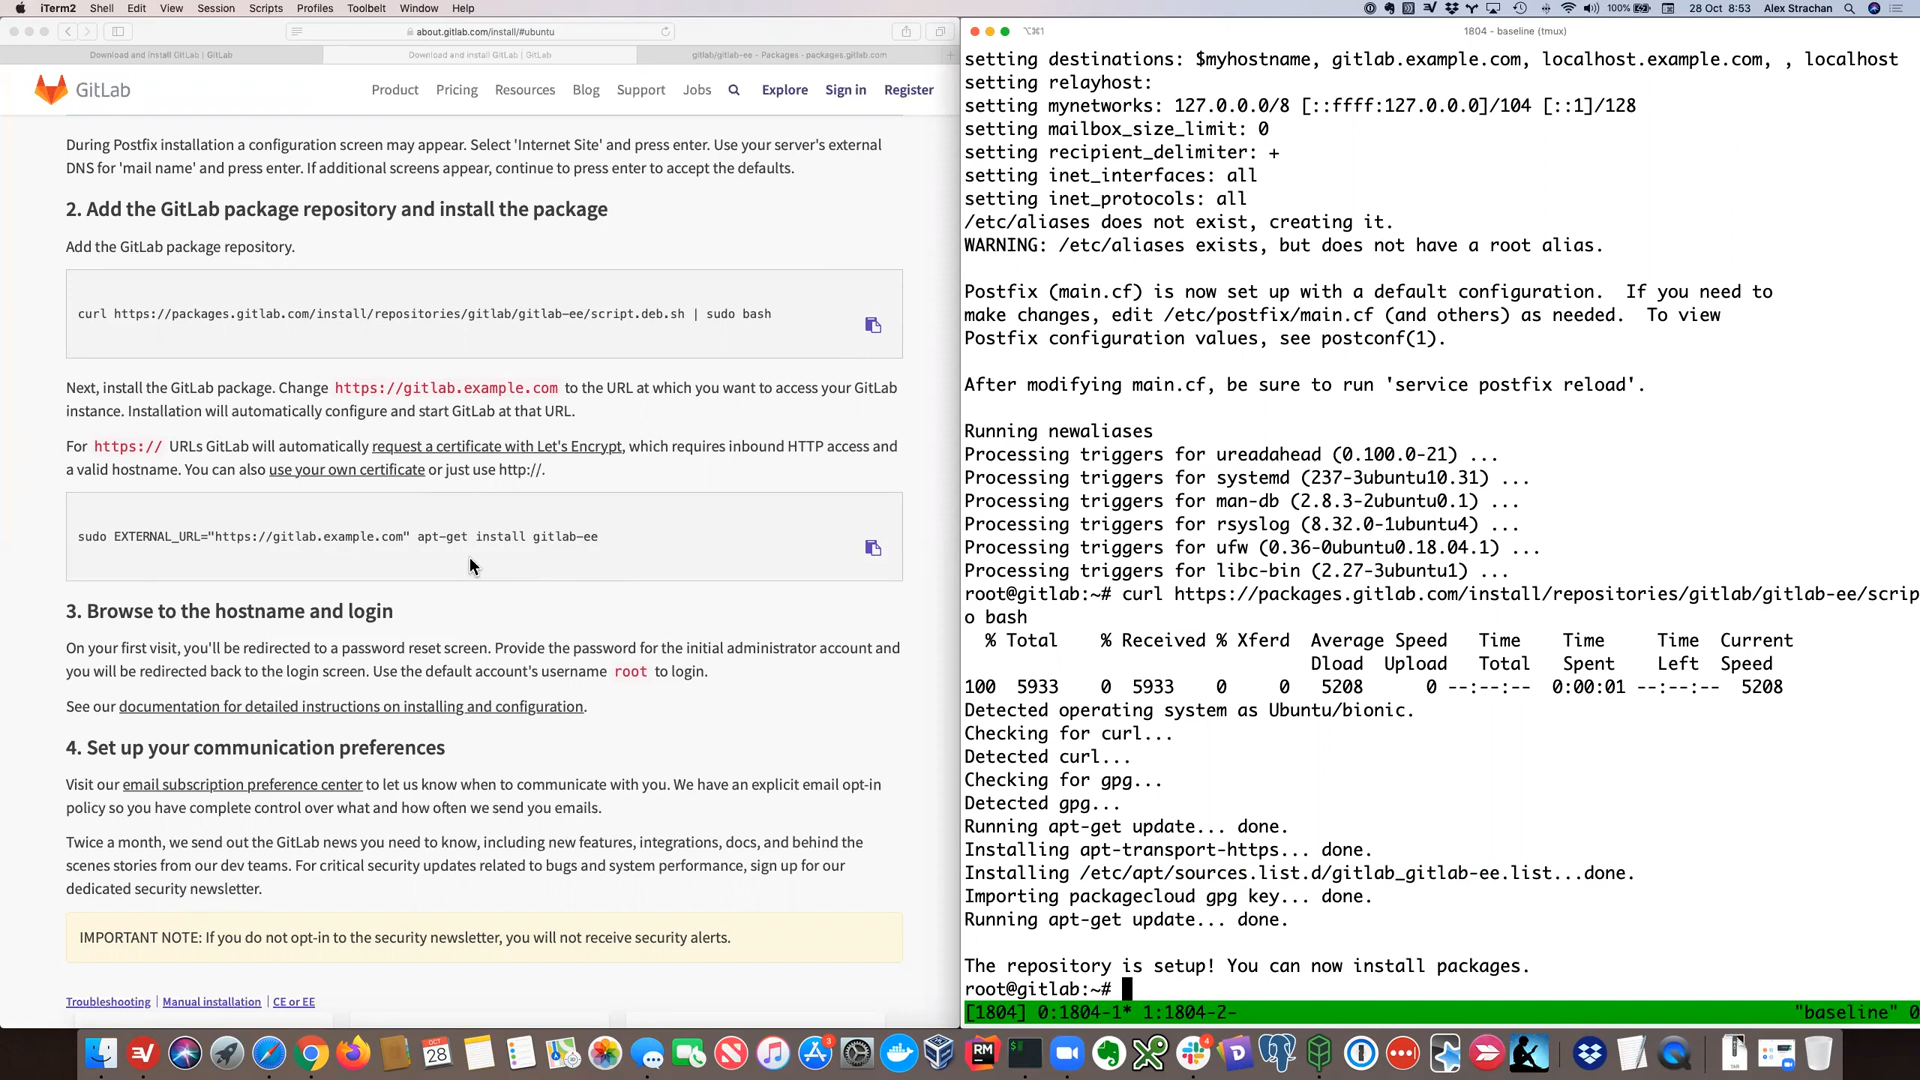 iTerm2 Shell Edit View Session Scripts Profiles Toolbelt Window Help
100% 28 Oct 8:53 Alex Strachan
about.gitlab.com/install/#ubuntu
Download and install GitLab | GitLab
Download and install GitLab | GitLab
gitlab/gitlab-ee - Packages - packages.gitlab.com
GitLab
Product Pricing Resources Blog Support Jobs Explore Sign in Register
During Postfix installation a configuration screen may appear. Select 'Internet Site' and press enter. Use your server's external
DNS for 'mail name' and press enter. If additional screens appear, continue to press enter to accept the defaults.
2. Add the GitLab package repository and install the package
Add the GitLab package repository.
curl https://packages.gitlab.com/install/repositories/gitlab/gitlab-ee/script.deb.sh | sudo bash
Next, install the GitLab package. Change https://gitlab.example.com to the URL at which you want to access your GitLab
instance. Installation will automatically configure and start GitLab at that URL.
For https:// URLs GitLab will automatically request a certificate with Let's Encrypt, which requires inbound HTTP access and
a valid hostname. You can also use your own certificate or just use http://.
sudo EXTERNAL_URL="https://gitlab.example.com" apt-get install gitlab-ee
3. Browse to the hostname and login
On your first visit, you'll be redirected to a password reset screen. Provide the password for the initial administrator account and
you will be redirected back to the login screen. Use the default account's username root to login.
See our documentation for detailed instructions on installing and configuration.
4. Set up your communication preferences
Visit our email subscription preference center to let us know when to communicate with you. We have an explicit email opt-in
policy so you have complete control over what and how often we send you emails.
Twice a month, we send out the GitLab news you need to know, including new features, integrations, docs, and behind the
scenes stories from our dev teams. For critical security updates related to bugs and system performance, sign up for our
dedicated security newsletter.
IMPORTANT NOTE: If you do not opt-in to the security newsletter, you will not receive security alerts.
Troubleshooting | Manual installation | CE or EE
⌥⌘1
1804 - baseline (tmux)
setting destinations: $myhostname, gitlab.example.com, localhost.example.com, , localhost
setting relayhost:
setting mynetworks: 127.0.0.0/8 [::ffff:127.0.0.0]/104 [::1]/128
setting mailbox_size_limit: 0
setting recipient_delimiter: +
setting inet_interfaces: all
setting inet_protocols: all
/etc/aliases does not exist, creating it.
WARNING: /etc/aliases exists, but does not have a root alias.
Postfix (main.cf) is now set up with a default configuration.  If you need to
make changes, edit /etc/postfix/main.cf (and others) as needed.  To view
Postfix configuration values, see postconf(1).
After modifying main.cf, be sure to run 'service postfix reload'.
Running newaliases
Processing triggers for ureadahead (0.100.0-21) ...
Processing triggers for systemd (237-3ubuntu10.31) ...
Processing triggers for man-db (2.8.3-2ubuntu0.1) ...
Processing triggers for rsyslog (8.32.0-1ubuntu4) ...
Processing triggers for ufw (0.36-0ubuntu0.18.04.1) ...
Processing triggers for libc-bin (2.27-3ubuntu1) ...
root@gitlab:~# curl https://packages.gitlab.com/install/repositories/gitlab/gitlab-ee/scrip
o bash
% Total % Received % Xferd Average Speed Time Time Time Current
Dload Upload Total Spent Left Speed
100 5933 0 5933 0 0 5208 0 --:--:-- 0:00:01 --:--:-- 5208
Detected operating system as Ubuntu/bionic.
Checking for curl...
Detected curl...
Checking for gpg...
Detected gpg...
Running apt-get update... done.
Installing apt-transport-https... done.
Installing /etc/apt/sources.list.d/gitlab_gitlab-ee.list...done.
Importing packagecloud gpg key... done.
Running apt-get update... done.
The repository is setup! You can now install packages.
root@gitlab:~#
[1804] 0:1804-1* 1:1804-2- "baseline" 0
OCT
28
3
RM
4